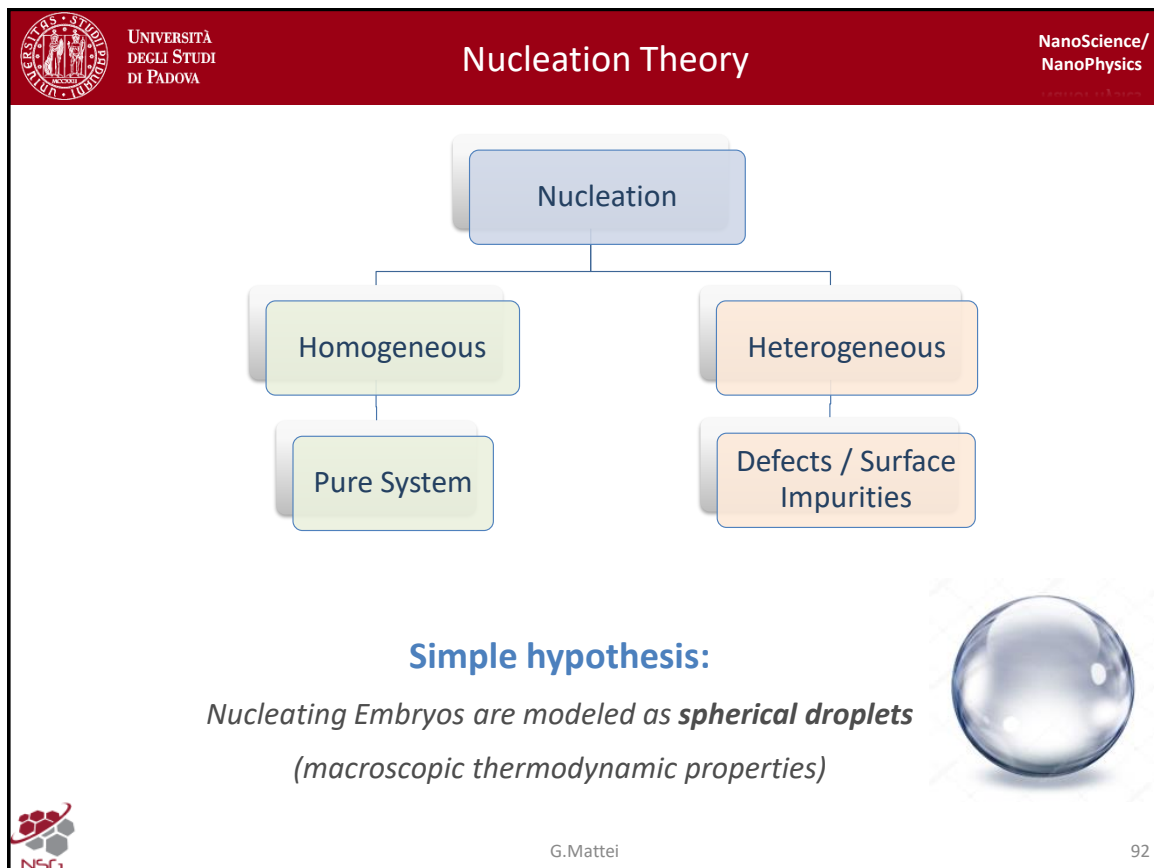 UNIVERSITÀ
DEGLI STUDI
DI PADOVA
Nucleation Theory
NanoScience/
NanoPhysics
Nucleation
Homogeneous
Heterogeneous
Pure System
Defects / Surface
Impurities
Simple hypothesis:
Nucleating Embryos are modeled as spherical droplets
(macroscopic thermodynamic properties)
G.Mattei
92